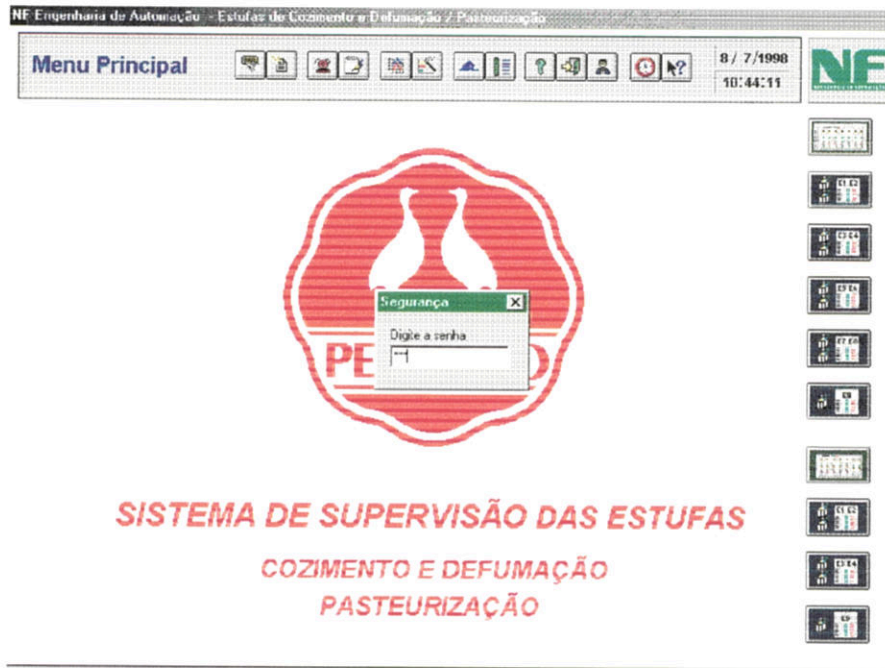 NF Engenharia de Automação - Estufas de Cozimento e Defumação / Pasteurização
Menu Principal
8/ 7/1998
10:44:11
NF
Segurança
Digite a senha
***
PE
O
SISTEMA DE SUPERVISÃO DAS ESTUFAS
COZIMENTO E DEFUMAÇÃO
PASTEURIZAÇÃO